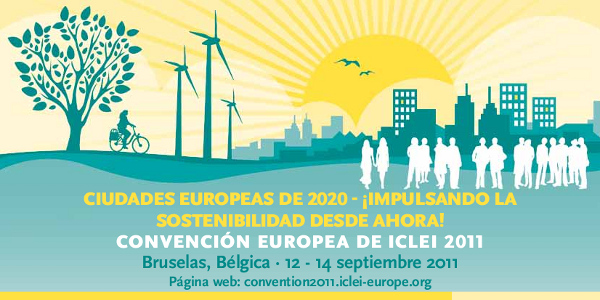 CIUDADES EUROPEAS DE 2020 - ¡IMPULSANDO LA
SOSTENIBILIDAD DESDE AHORA!
CONVENCIÓN EUROPEA DE ICLEI 2011
Bruselas, Bélgica · 12 - 14 septiembre 2011
Página web: convention2011.iclei-europe.org